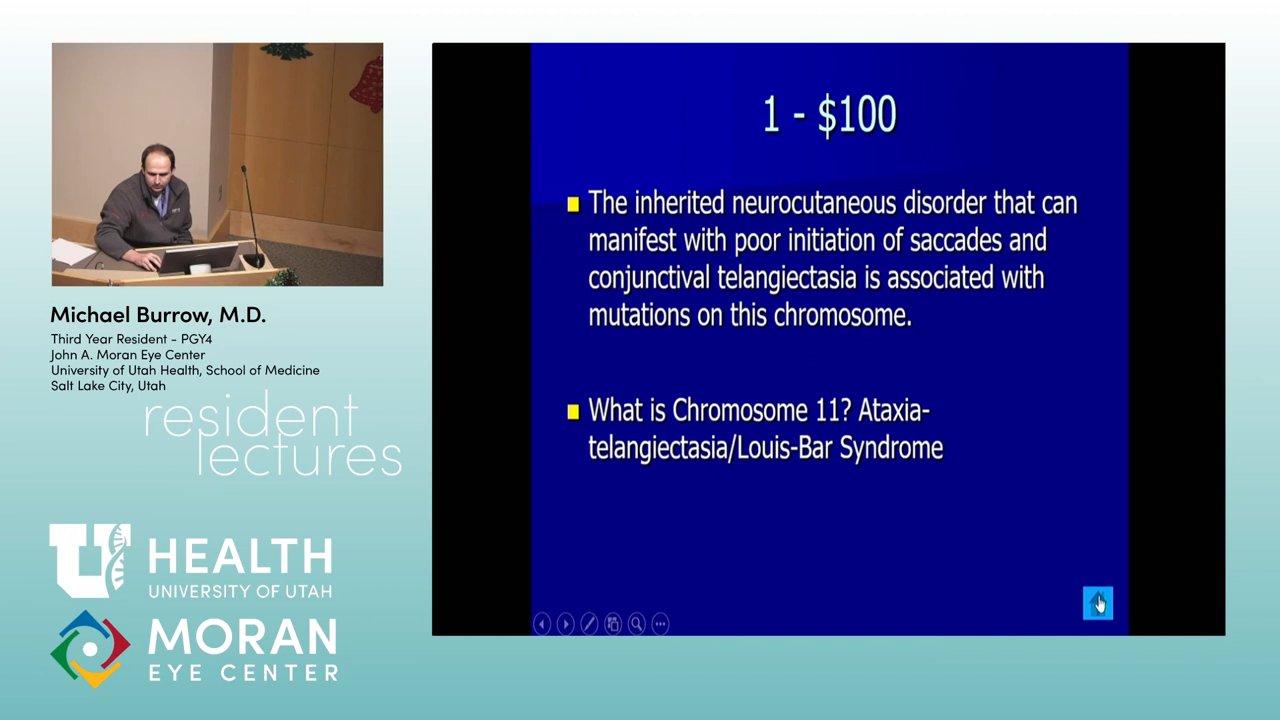 Michael Burrow, M.D.
Third Year Resident - PGY4
John A. Moran Eye Center
University of Utah Health, School of Medicine
Salt Lake City, Utah
resident
lectures
U HEALTH
UNIVERSITY OF UTAH
MORAN
EYE CENTER
1 - $100
The inherited neurocutaneous disorder that can
manifest with poor initiation of saccades and
conjunctival telangiectasia is associated with
mutations on this chromosome.
What is Chromosome 11? Ataxia-
telangiectasia/Louis-Bar Syndrome